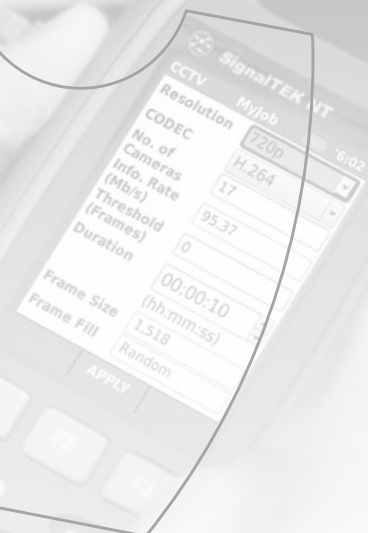 SignalTEK NT
CCTV MyJob 6:02
Resolution 720p
CODEC H.264
No. of
Cameras 17
Info. Rate
(Mb/s) 95.37
Threshold
(Frames) 0
Duration 00:00:10
(hh:mm:ss)
Frame Size 1,518
Frame Fill Random
APPLY
F2
F3